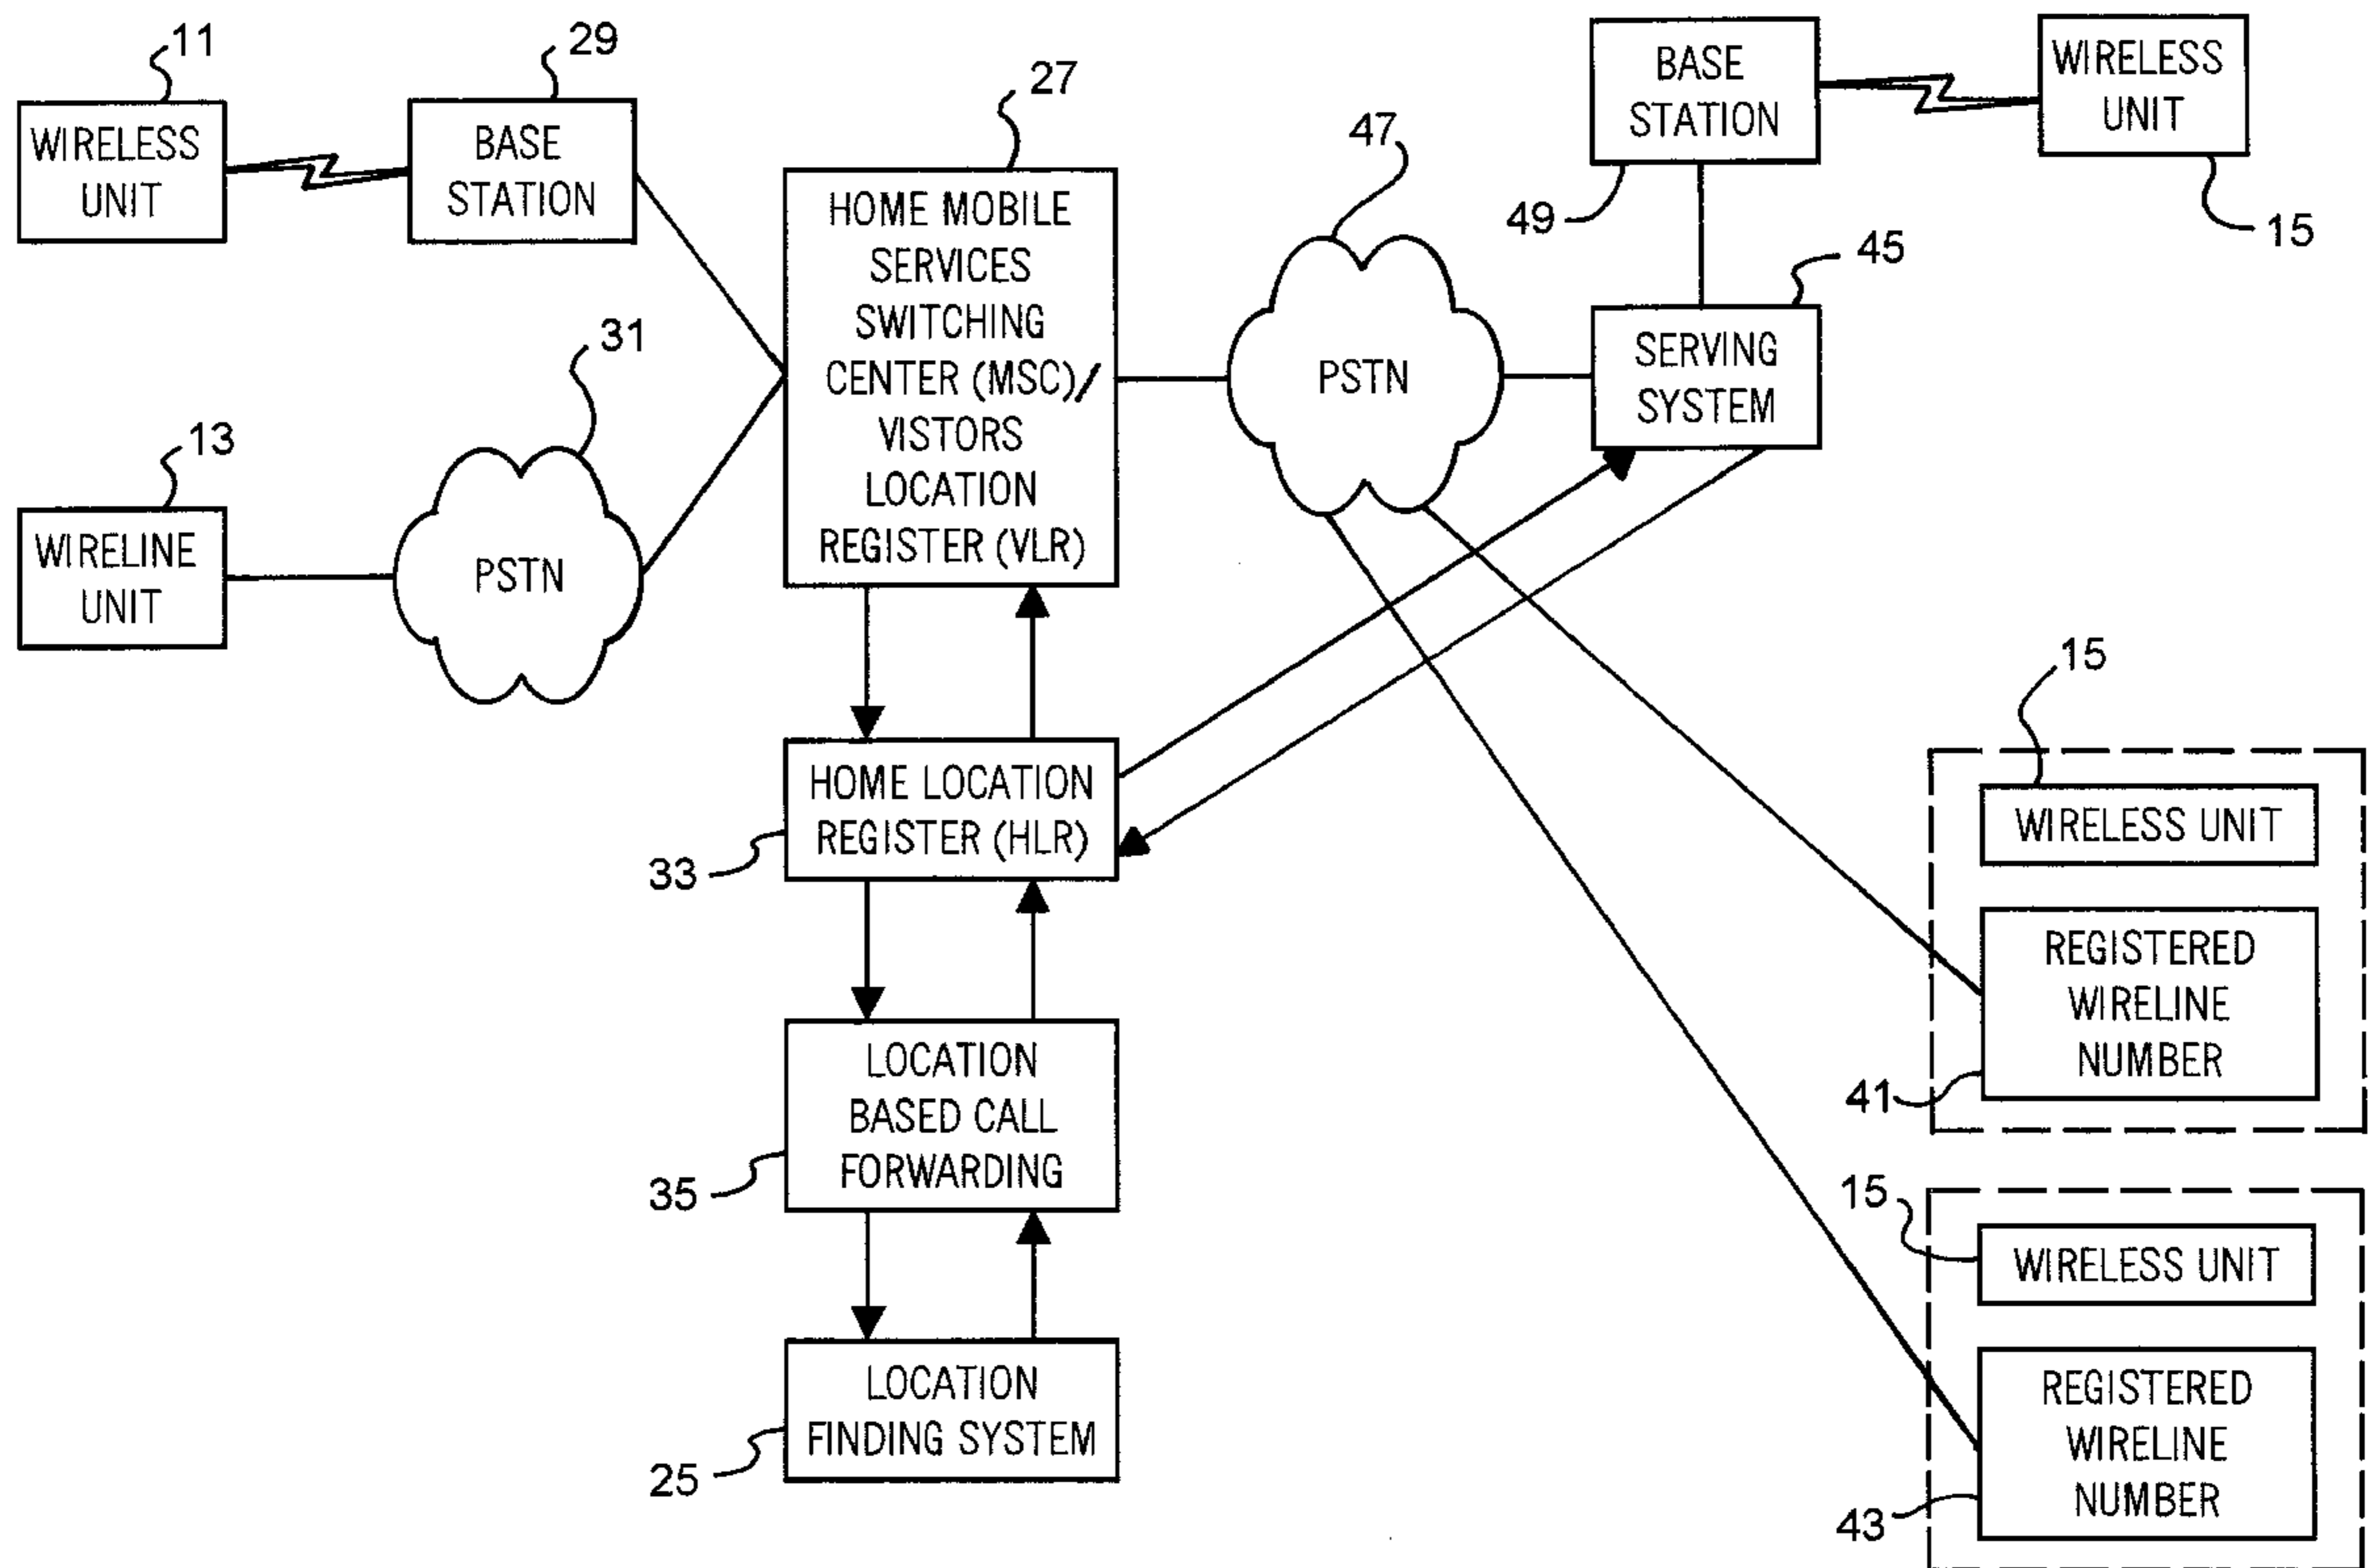 11
WIRELESS
UNIT
29
BASE
STATION
27
HOME MOBILE
SERVICES
SWITCHING
CENTER (MSC)/
VISTORS
LOCATION
REGISTER (VLR)
47
PSTN
BASE
STATION
49
WIRELESS
UNIT
15
45
SERVING
SYSTEM
31
PSTN
13
WIRELINE
UNIT
HOME LOCATION
REGISTER (HLR)
33
LOCATION
BASED CALL
FORWARDING
35
LOCATION
FINDING SYSTEM
25
15
WIRELESS UNIT
REGISTERED
WIRELINE
NUMBER
41
15
WIRELESS UNIT
REGISTERED
WIRELINE
NUMBER
43